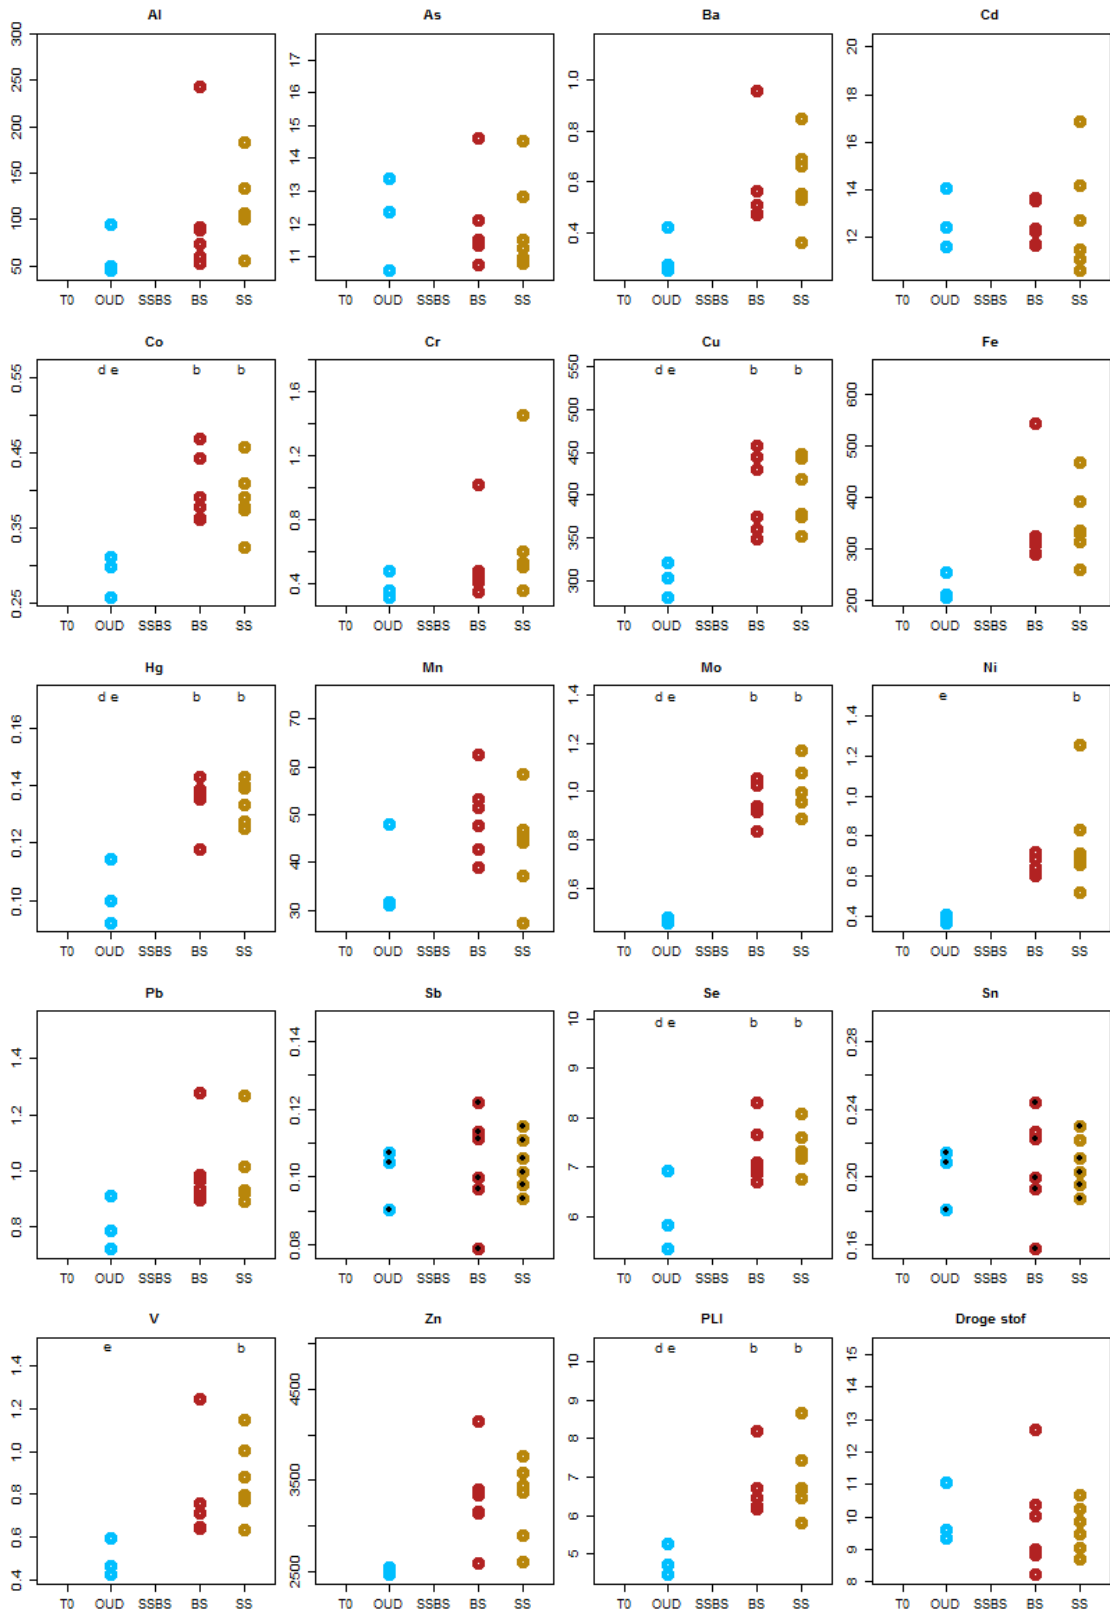 Al As Ba Cd
300 250 200 150 100 50
17 16 15 14 13 12 11
1.0 0.8 0.6 0.4
20 18 16 14 12
T0 OUD SSBS BS SS T0 OUD SSBS BS SS T0 OUD SSBS BS SS T0 OUD SSBS BS SS
Co Cr Cu Fe
d e b b d e b b
0.55 0.45 0.35 0.25
1.6 1.2 0.8 0.4
550 500 450 400 350 300
600 500 400 300 200
T0 OUD SSBS BS SS T0 OUD SSBS BS SS T0 OUD SSBS BS SS T0 OUD SSBS BS SS
Hg Mn Mo Ni
d e b b d e b b e b
0.16 0.14 0.12 0.10
70 60 50 40 30
1.4 1.2 1.0 0.8 0.6
1.4 1.2 1.0 0.8 0.6 0.4
T0 OUD SSBS BS SS T0 OUD SSBS BS SS T0 OUD SSBS BS SS T0 OUD SSBS BS SS
Pb Sb Se Sn
d e b b
1.4 1.2 1.0 0.8
0.14 0.12 0.10 0.08
10 9 8 7 6
0.28 0.24 0.20 0.16
T0 OUD SSBS BS SS T0 OUD SSBS BS SS T0 OUD SSBS BS SS T0 OUD SSBS BS SS
V Zn PLI Droge stof
e b d e b b
1.4 1.2 1.0 0.8 0.6 0.4
4500 3500 2500
10 9 8 7 6 5
15 14 13 12 11 10 9 8
T0 OUD SSBS BS SS T0 OUD SSBS BS SS T0 OUD SSBS BS SS T0 OUD SSBS BS SS